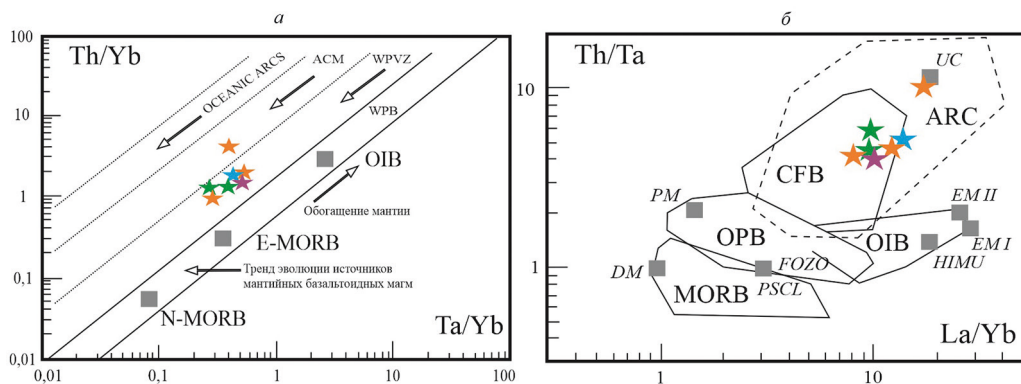 а
Th/Yb
100
10
1
0,1
0,01
OCEANIC ARCS
ACM
WPVZ
WPB
OIB
Обогащение мантии
E-MORB
Тренд эволюции источников
мантийных базальтоидных магм
N-MORB
Ta/Yb
0,01
0,1
1
10
100
б
Th/Ta
10
1
UC
ARC
CFB
PM
EM II
OPB
OIB
EM I
HIMU
DM
FOZO
PSCL
MORB
La/Yb
1
10